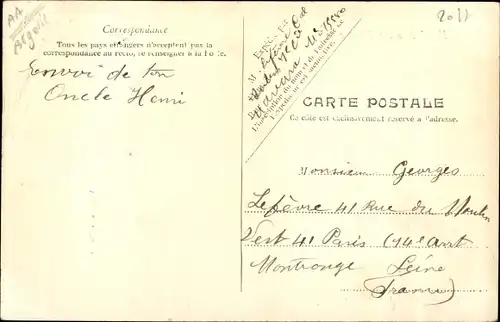 AA
Correspondance
Tous les pays étrangers n'acceptent pas la
correspondance au recto, se renseigner à la Poste.
Envoi de ton
Oncle Henri
2011
CARTE POSTALE
Ce côté est exclusivement réservé à l'adresse.
Monsieur Georges
Lefèvre 41 Rue du Moulin
Vert 41 Paris (14e arrt
Montrouge Seine
(France)